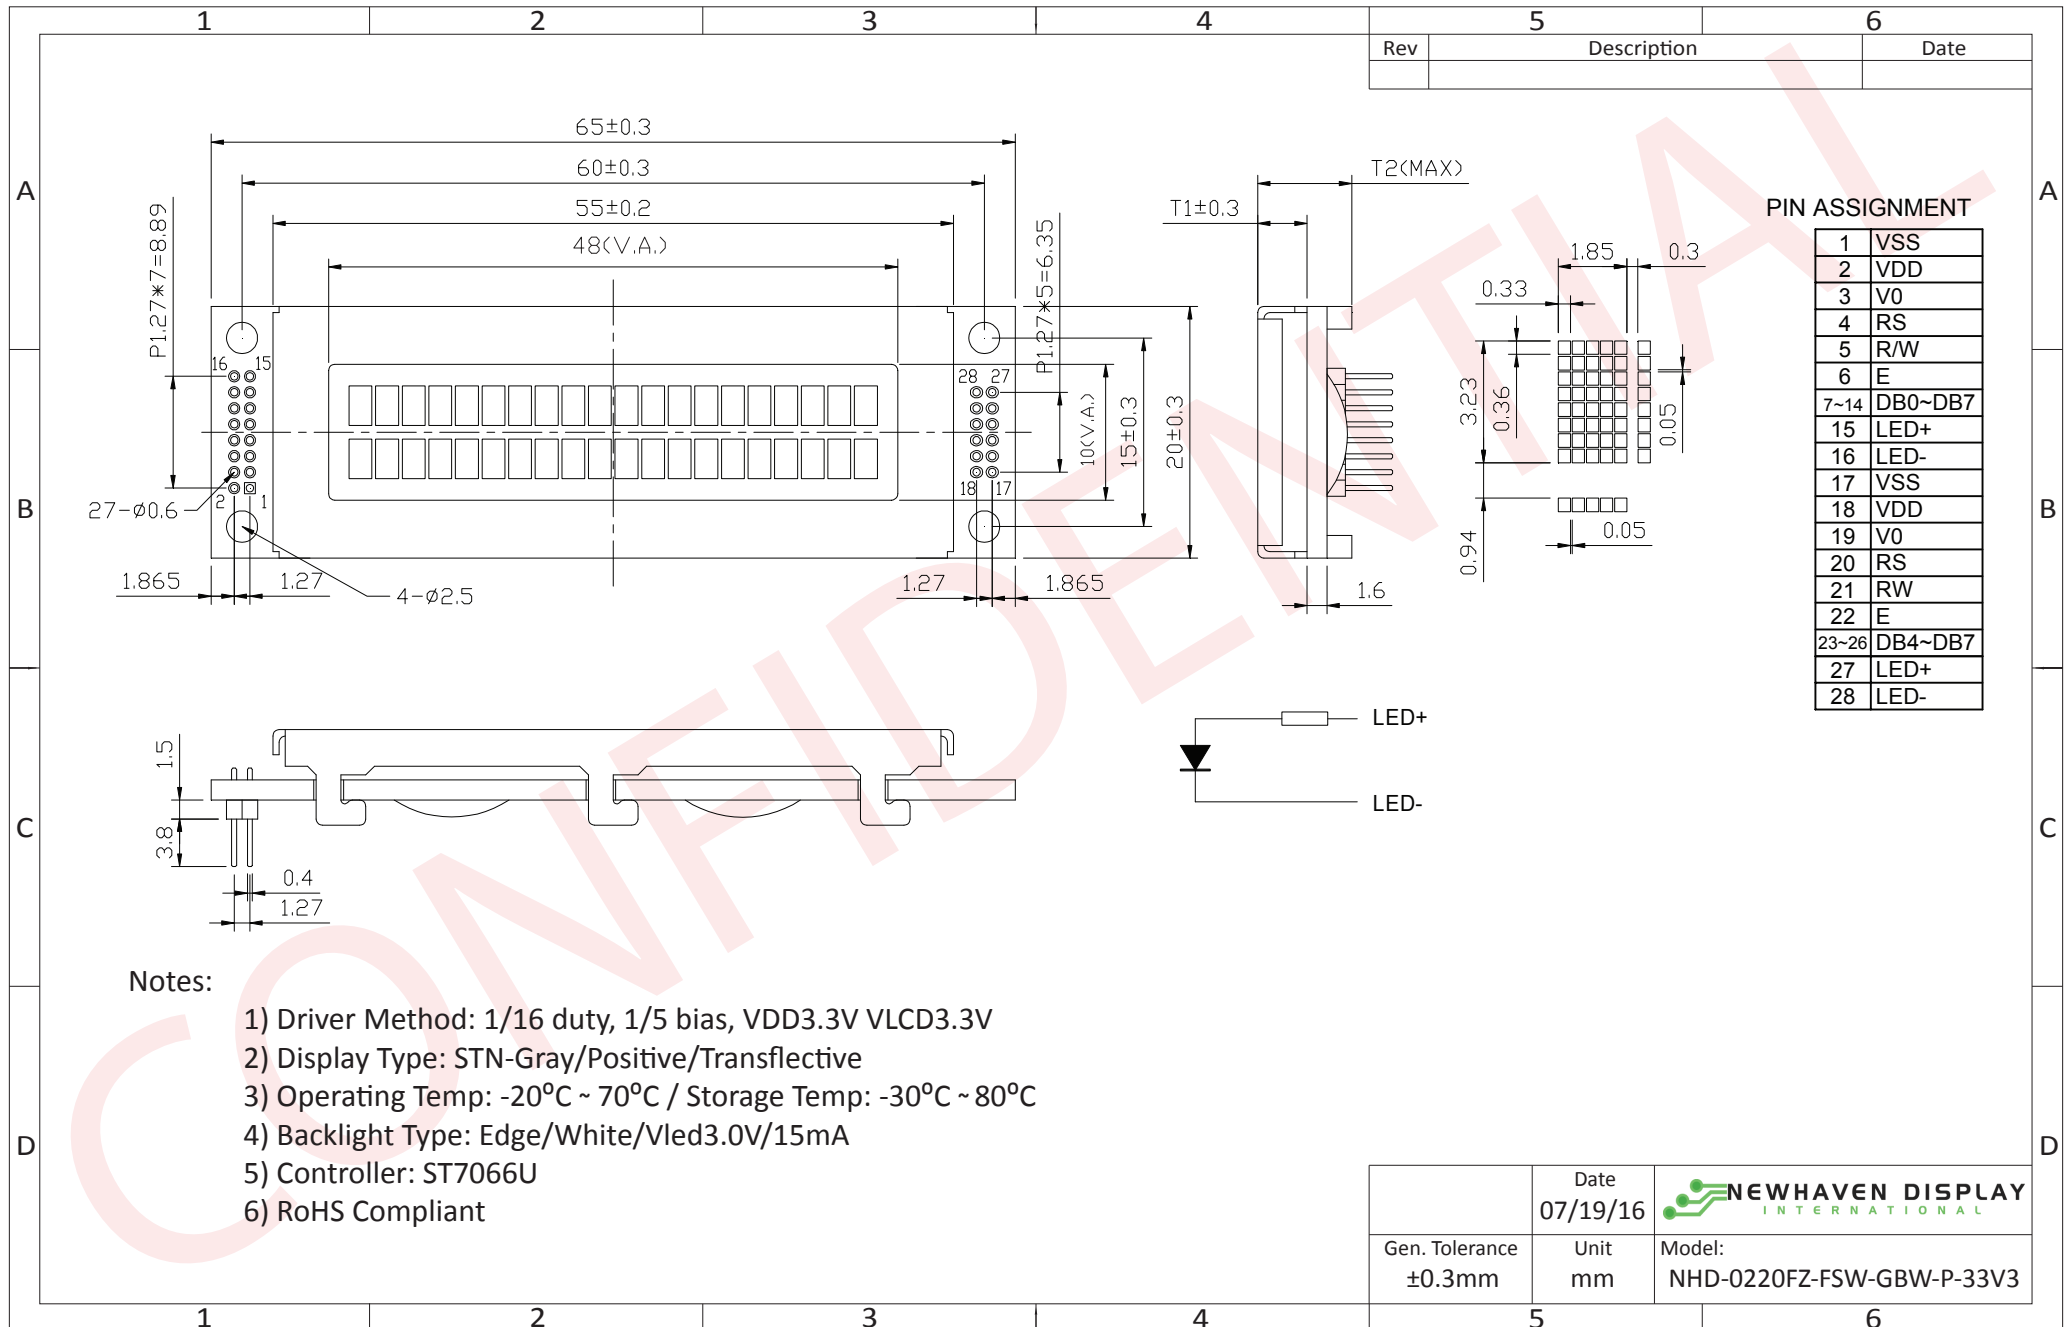 1 2 3 4 5 6
Rev Description Date
A A
B B
C C
D D
65±0.3
60±0.3
55±0.2
48(V.A.)
P1.27*7=8.89
P1.27*5=6.35
16 15
2 1
28 27
18 17
10(V.A.)
15±0.3
20±0.3
27-ø0.6
4-ø2.5
1.865 1.27
1.27 1.865
T2(MAX)
T1±0.3
1.6
1.85 0.3
0.33
3.23
0.36
0.05
0.94
0.05
PIN ASSIGNMENT
1 VSS
2 VDD
3 V0
4 RS
5 R/W
6 E
7~14 DB0~DB7
15 LED+
16 LED-
17 VSS
18 VDD
19 V0
20 RS
21 RW
22 E
23~26 DB4~DB7
27 LED+
28 LED-
1.5
3.8
0.4
1.27
LED+
LED-
CONFIDENTIAL
Notes:
1) Driver Method: 1/16 duty, 1/5 bias, VDD3.3V VLCD3.3V
2) Display Type: STN-Gray/Positive/Transflective
3) Operating Temp: -20⁰C ~ 70⁰C / Storage Temp: -30⁰C ~ 80⁰C
4) Backlight Type: Edge/White/Vled3.0V/15mA
5) Controller: ST7066U
6) RoHS Compliant
Date
07/19/16
NEWHAVEN DISPLAY
INTERNATIONAL
Gen. Tolerance
±0.3mm
Unit
mm
Model:
NHD-0220FZ-FSW-GBW-P-33V3
1 2 3 4 5 6